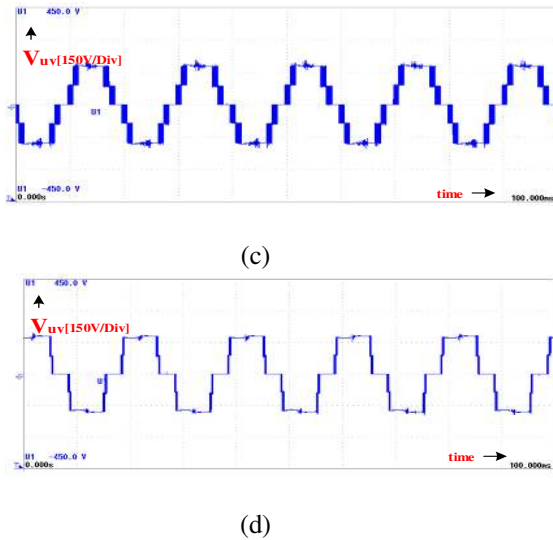 U1 450.0 V
Vuv[150V/Div]
U1
U1 -450.0 V
0.000s
time
100.000ms
(c)
U1 450.0 V
Vuv[150V/Div]
U1 -450.0 V
0.000s
time
100.000ms
(d)